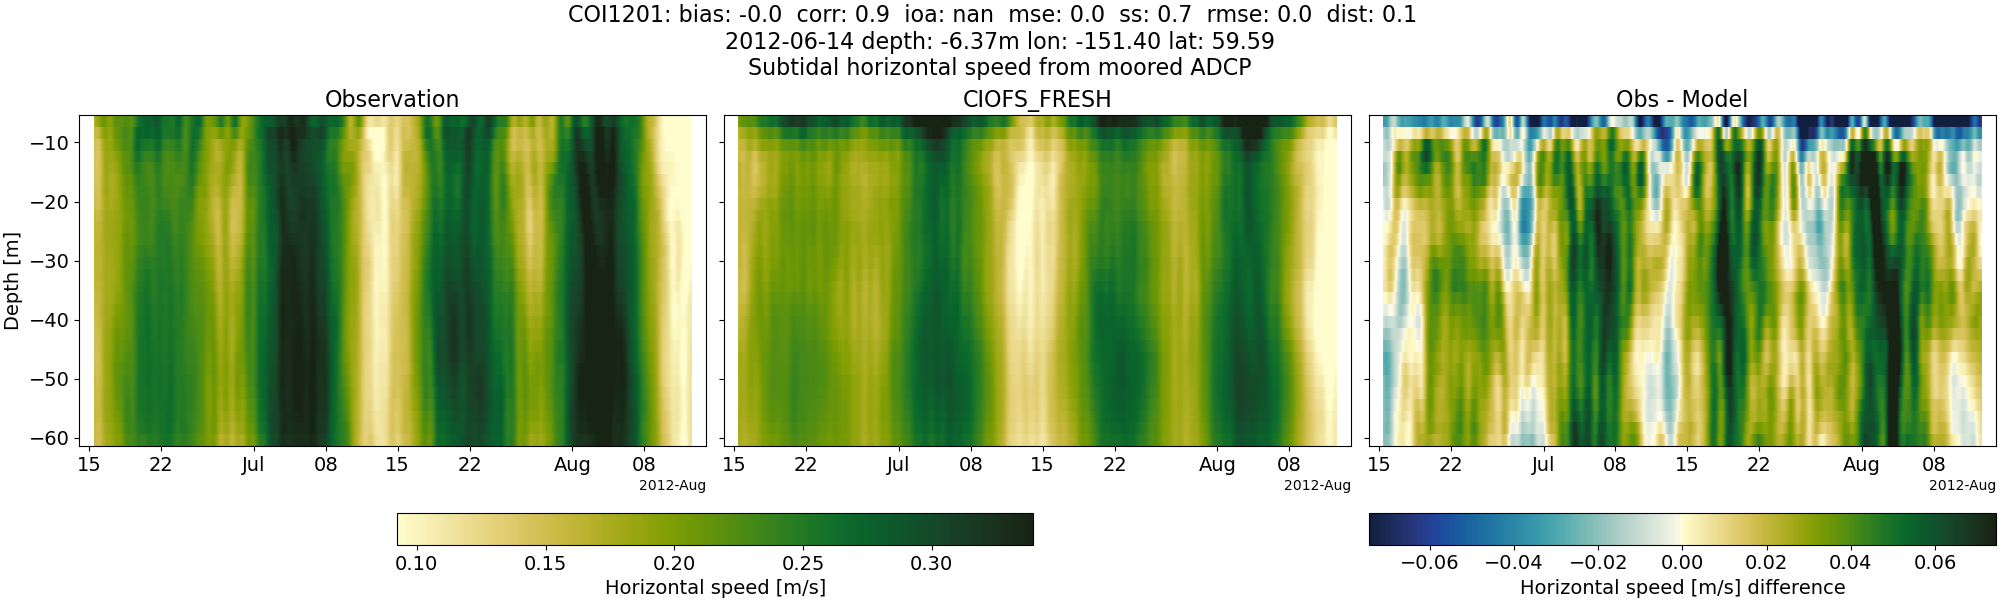 COI1201: bias: -0.0 corr: 0.9 ioa: nan mse: 0.0 ss: 0.7 rmse: 0.0 dist: 0.1
2012-06-14 depth: -6.37m lon: -151.40 lat: 59.59
Subtidal horizontal speed from moored ADCP
Observation
CIOFS_FRESH
Obs - Model
Depth [m]
−10
−20
−30
−40
−50
−60
15 22 Jul 08 15 22 Aug 08
2012-Aug
15 22 Jul 08 15 22 Aug 08
2012-Aug
15 22 Jul 08 15 22 Aug 08
2012-Aug
0.10 0.15 0.20 0.25 0.30
Horizontal speed [m/s]
−0.06 −0.04 −0.02 0.00 0.02 0.04 0.06
Horizontal speed [m/s] difference